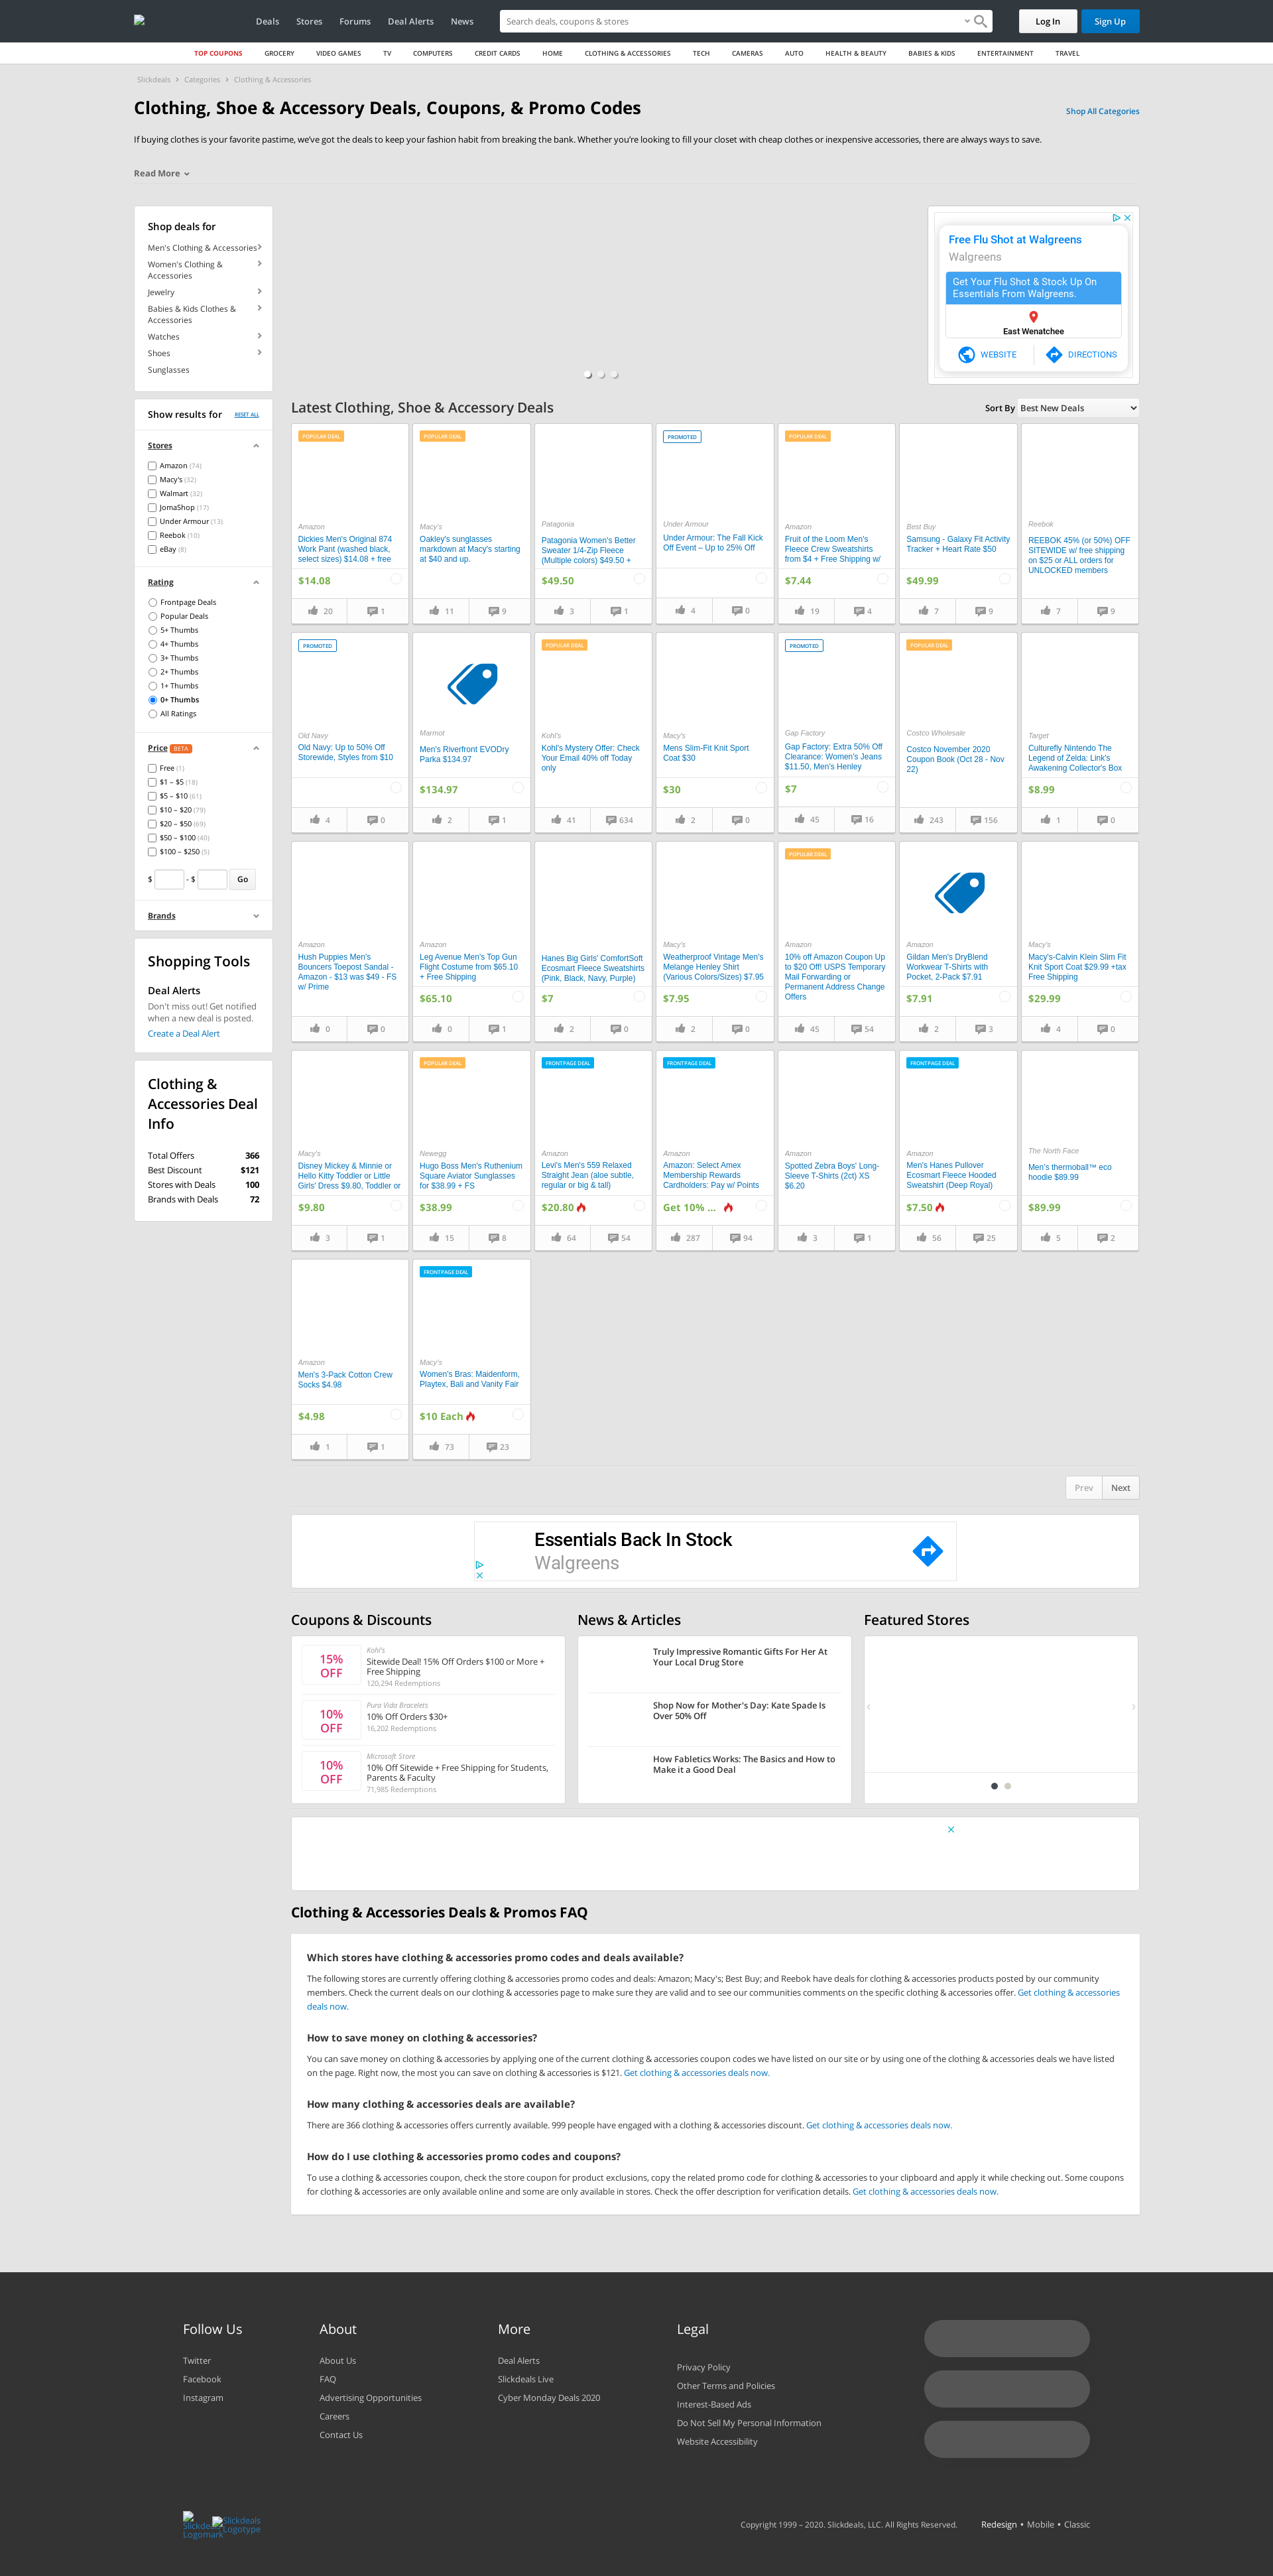 Deals Stores Forums Deal Alerts News
Search deals, coupons & stores
Log In Sign Up
TOP COUPONS GROCERY VIDEO GAMES TV COMPUTERS CREDIT CARDS HOME CLOTHING & ACCESSORIES TECH CAMERAS AUTO HEALTH & BEAUTY BABIES & KIDS ENTERTAINMENT TRAVEL
Slickdeals › Categories › Clothing & Accessories
Clothing, Shoe & Accessory Deals, Coupons, & Promo Codes
Shop All Categories
If buying clothes is your favorite pastime, we've got the deals to keep your fashion habit from breaking the bank. Whether you're looking to fill your closet with cheap clothes or inexpensive accessories, there are always ways to save.
Read More
Shop deals for
Men's Clothing & Accessories
Women's Clothing &
Accessories
Jewelry
Babies & Kids Clothes &
Accessories
Watches
Shoes
Sunglasses
Free Flu Shot at Walgreens
Walgreens
Get Your Flu Shot & Stock Up On
Essentials From Walgreens.
East Wenatchee
WEBSITE DIRECTIONS
Show results for RESET ALL
Stores
Amazon (74)
Macy's (32)
Walmart (32)
JomaShop (17)
Under Armour (13)
Reebok (10)
eBay (8)
Rating
Frontpage Deals
Popular Deals
5+ Thumbs
4+ Thumbs
3+ Thumbs
2+ Thumbs
1+ Thumbs
0+ Thumbs
All Ratings
Price BETA
Free (1)
$1 – $5 (18)
$5 – $10 (61)
$10 – $20 (79)
$20 – $50 (69)
$50 – $100 (40)
$100 – $250 (5)
$ - $ Go
Brands
Shopping Tools
Deal Alerts
Don't miss out! Get notified
when a new deal is posted.
Create a Deal Alert
Clothing &
Accessories Deal
Info
Total Offers 366
Best Discount $121
Stores with Deals 100
Brands with Deals 72
Latest Clothing, Shoe & Accessory Deals
Sort By Best New Deals
POPULAR DEAL
Amazon
Dickies Men's Original 874
Work Pant (washed black,
select sizes) $14.08 + free
$14.08
20 1
POPULAR DEAL
Macy's
Oakley's sunglasses
markdown at Macy's starting
at $40 and up.
11 9
Patagonia
Patagonia Women's Better
Sweater 1/4-Zip Fleece
(Multiple colors) $49.50 +
$49.50
3 1
PROMOTED
Under Armour
Under Armour: The Fall Kick
Off Event – Up to 25% Off
4 0
POPULAR DEAL
Amazon
Fruit of the Loom Men's
Fleece Crew Sweatshirts
from $4 + Free Shipping w/
$7.44
19 4
Best Buy
Samsung - Galaxy Fit Activity
Tracker + Heart Rate $50
$49.99
7 9
Reebok
REEBOK 45% (or 50%) OFF
SITEWIDE w/ free shipping
on $25 or ALL orders for
UNLOCKED members
7 9
PROMOTED
Old Navy
Old Navy: Up to 50% Off
Storewide, Styles from $10
4 0
Marmot
Men's Riverfront EVODry
Parka $134.97
$134.97
2 1
POPULAR DEAL
Kohl's
Kohl's Mystery Offer: Check
Your Email 40% off Today
only
41 634
Macy's
Mens Slim-Fit Knit Sport
Coat $30
$30
2 0
PROMOTED
Gap Factory
Gap Factory: Extra 50% Off
Clearance: Women's Jeans
$11.50, Men's Henley
$7
45 16
POPULAR DEAL
Costco Wholesale
Costco November 2020
Coupon Book (Oct 28 - Nov
22)
243 156
Target
Culturefly Nintendo The
Legend of Zelda: Link's
Awakening Collector's Box
$8.99
1 0
Amazon
Hush Puppies Men's
Bouncers Toepost Sandal -
Amazon - $13 was $49 - FS
w/ Prime
0 0
Amazon
Leg Avenue Men's Top Gun
Flight Costume from $65.10
+ Free Shipping
$65.10
0 1
Hanes Big Girls' ComfortSoft
Ecosmart Fleece Sweatshirts
(Pink, Black, Navy, Purple)
$7
2 0
Macy's
Weatherproof Vintage Men's
Melange Henley Shirt
(Various Colors/Sizes) $7.95
$7.95
2 0
POPULAR DEAL
Amazon
10% off Amazon Coupon Up
to $20 Off! USPS Temporary
Mail Forwarding or
Permanent Address Change
Offers
45 54
Amazon
Gildan Men's DryBlend
Workwear T-Shirts with
Pocket, 2-Pack $7.91
$7.91
2 3
Macy's
Macy's-Calvin Klein Slim Fit
Knit Sport Coat $29.99 +tax
Free Shipping
$29.99
4 0
Macy's
Disney Mickey & Minnie or
Hello Kitty Toddler or Little
Girls' Dress $9.80, Toddler or
$9.80
3 1
POPULAR DEAL
Newegg
Hugo Boss Men's Ruthenium
Square Aviator Sunglasses
for $38.99 + FS
$38.99
15 8
FRONTPAGE DEAL
Amazon
Levi's Men's 559 Relaxed
Straight Jean (aloe subtle,
regular or big & tall)
$20.80
64 54
FRONTPAGE DEAL
Amazon
Amazon: Select Amex
Membership Rewards
Cardholders: Pay w/ Points
Get 10% ...
287 94
Amazon
Spotted Zebra Boys' Long-
Sleeve T-Shirts (2ct) XS
$6.20
3 1
FRONTPAGE DEAL
Amazon
Men's Hanes Pullover
Ecosmart Fleece Hooded
Sweatshirt (Deep Royal)
$7.50
56 25
The North Face
Men's thermoball™ eco
hoodie $89.99
$89.99
5 2
Amazon
Men's 3-Pack Cotton Crew
Socks $4.98
$4.98
1 1
FRONTPAGE DEAL
Macy's
Women's Bras: Maidenform,
Playtex, Bali and Vanity Fair
$10 Each
73 23
Prev Next
Essentials Back In Stock
Walgreens
Coupons & Discounts
15%
OFF
Kohl's
Sitewide Deal! 15% Off Orders $100 or More +
Free Shipping
120,294 Redemptions
10%
OFF
Pura Vida Bracelets
10% Off Orders $30+
16,202 Redemptions
10%
OFF
Microsoft Store
10% Off Sitewide + Free Shipping for Students,
Parents & Faculty
71,985 Redemptions
News & Articles
Truly Impressive Romantic Gifts For Her At
Your Local Drug Store
Shop Now for Mother's Day: Kate Spade Is
Over 50% Off
How Fabletics Works: The Basics and How to
Make it a Good Deal
Featured Stores
Clothing & Accessories Deals & Promos FAQ
Which stores have clothing & accessories promo codes and deals available?
The following stores are currently offering clothing & accessories promo codes and deals: Amazon; Macy's; Best Buy; and Reebok have deals for clothing & accessories products posted by our community
members. Check the current deals on our clothing & accessories page to make sure they are valid and to see our communities comments on the specific clothing & accessories offer. Get clothing & accessories
deals now.
How to save money on clothing & accessories?
You can save money on clothing & accessories by applying one of the current clothing & accessories coupon codes we have listed on our site or by using one of the clothing & accessories deals we have listed
on the page. Right now, the most you can save on clothing & accessories is $121. Get clothing & accessories deals now.
How many clothing & accessories deals are available?
There are 366 clothing & accessories offers currently available. 999 people have engaged with a clothing & accessories discount. Get clothing & accessories deals now.
How do I use clothing & accessories promo codes and coupons?
To use a clothing & accessories coupon, check the store coupon for product exclusions, copy the related promo code for clothing & accessories to your clipboard and apply it while checking out. Some coupons
for clothing & accessories are only available online and some are only available in stores. Check the offer description for verification details. Get clothing & accessories deals now.
Follow Us
Twitter
Facebook
Instagram
About
About Us
FAQ
Advertising Opportunities
Careers
Contact Us
More
Deal Alerts
Slickdeals Live
Cyber Monday Deals 2020
Legal
Privacy Policy
Other Terms and Policies
Interest-Based Ads
Do Not Sell My Personal Information
Website Accessibility
Slickdeals
Logomark
Slickdeals
Logotype
Copyright 1999 – 2020. Slickdeals, LLC. All Rights Reserved.
Redesign • Mobile • Classic